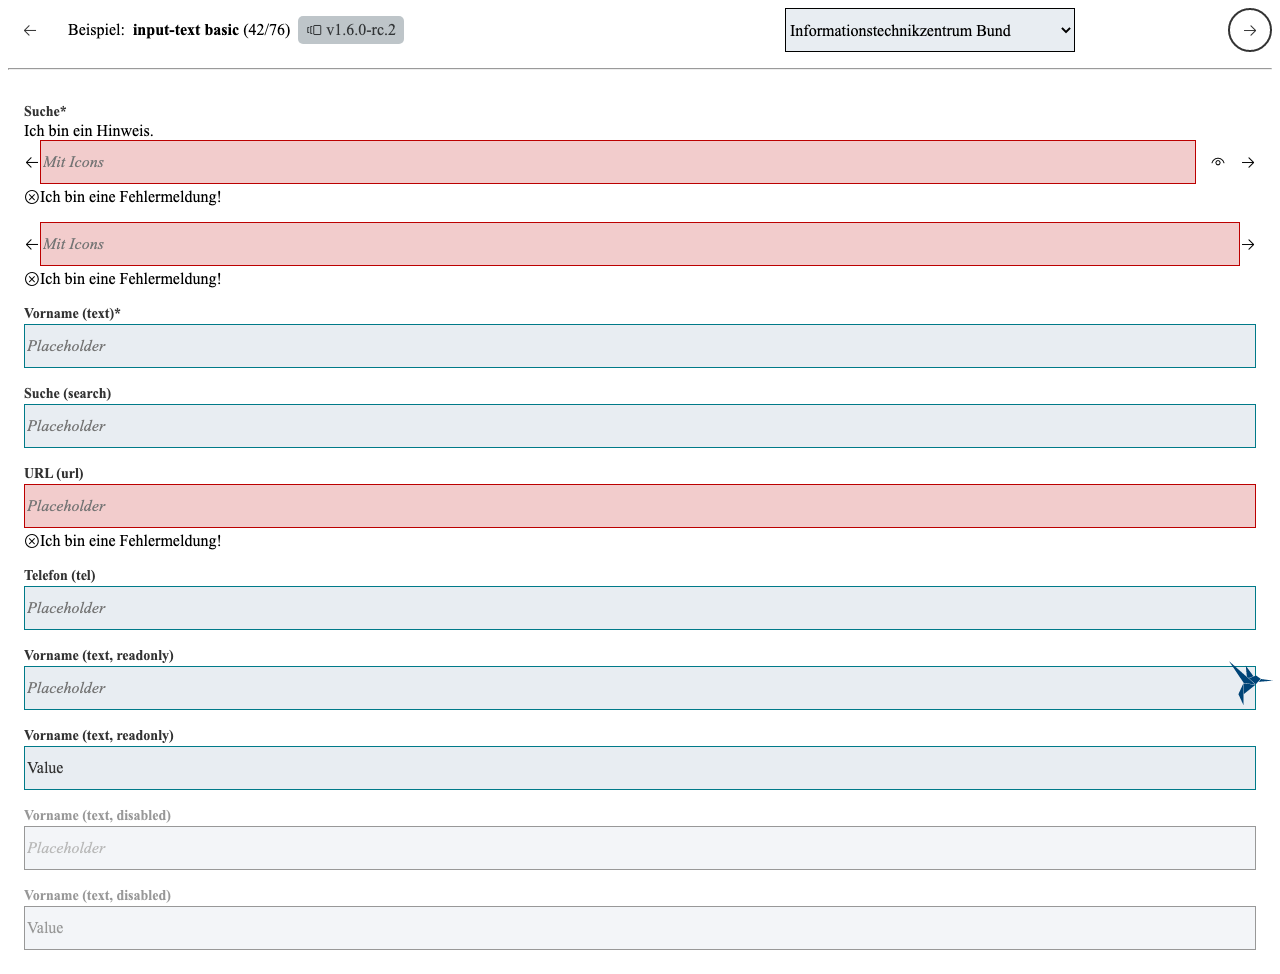 Beispiel: input-text basic (42/76) v1.6.0-rc.2 Informationstechnikzentrum Bund
Suche*
Ich bin ein Hinweis.
Mit Icons
Ich bin eine Fehlermeldung!
Mit Icons
Ich bin eine Fehlermeldung!
Vorname (text)*
Placeholder
Suche (search)
Placeholder
URL (url)
Placeholder
Ich bin eine Fehlermeldung!
Telefon (tel)
Placeholder
Vorname (text, readonly)
Placeholder
Vorname (text, readonly)
Value
Vorname (text, disabled)
Placeholder
Vorname (text, disabled)
Value